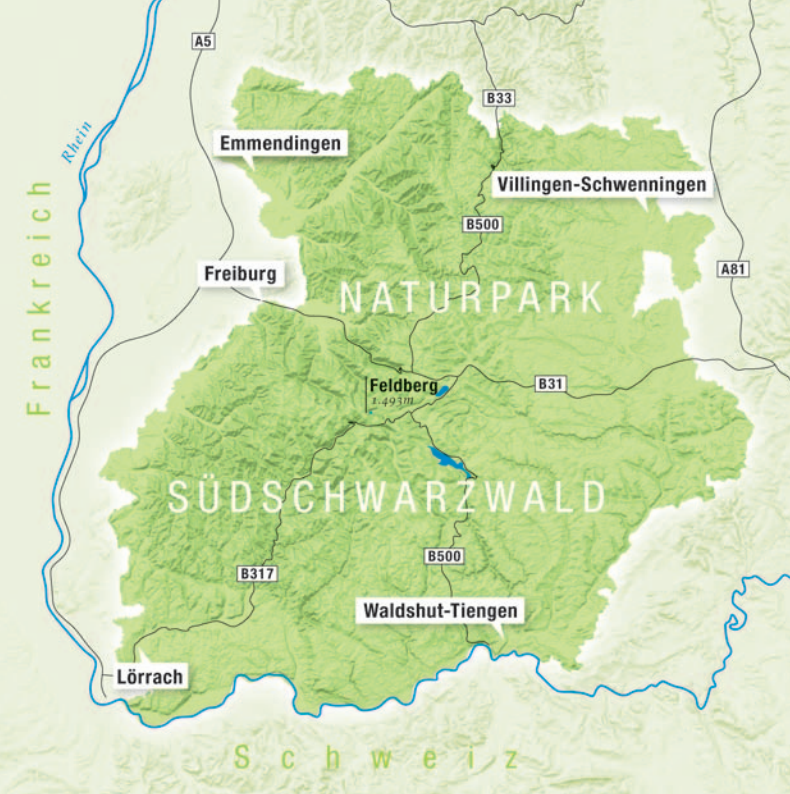 A5
B33
Rhein
Emmendingen
Villingen-Schwenningen
B500
Frankreich
Freiburg
A81
NATURPARK
Feldberg
1.493m
B31
SÜDSCHWARZWALD
B500
B317
Waldshut-Tiengen
Lörrach
Schweiz